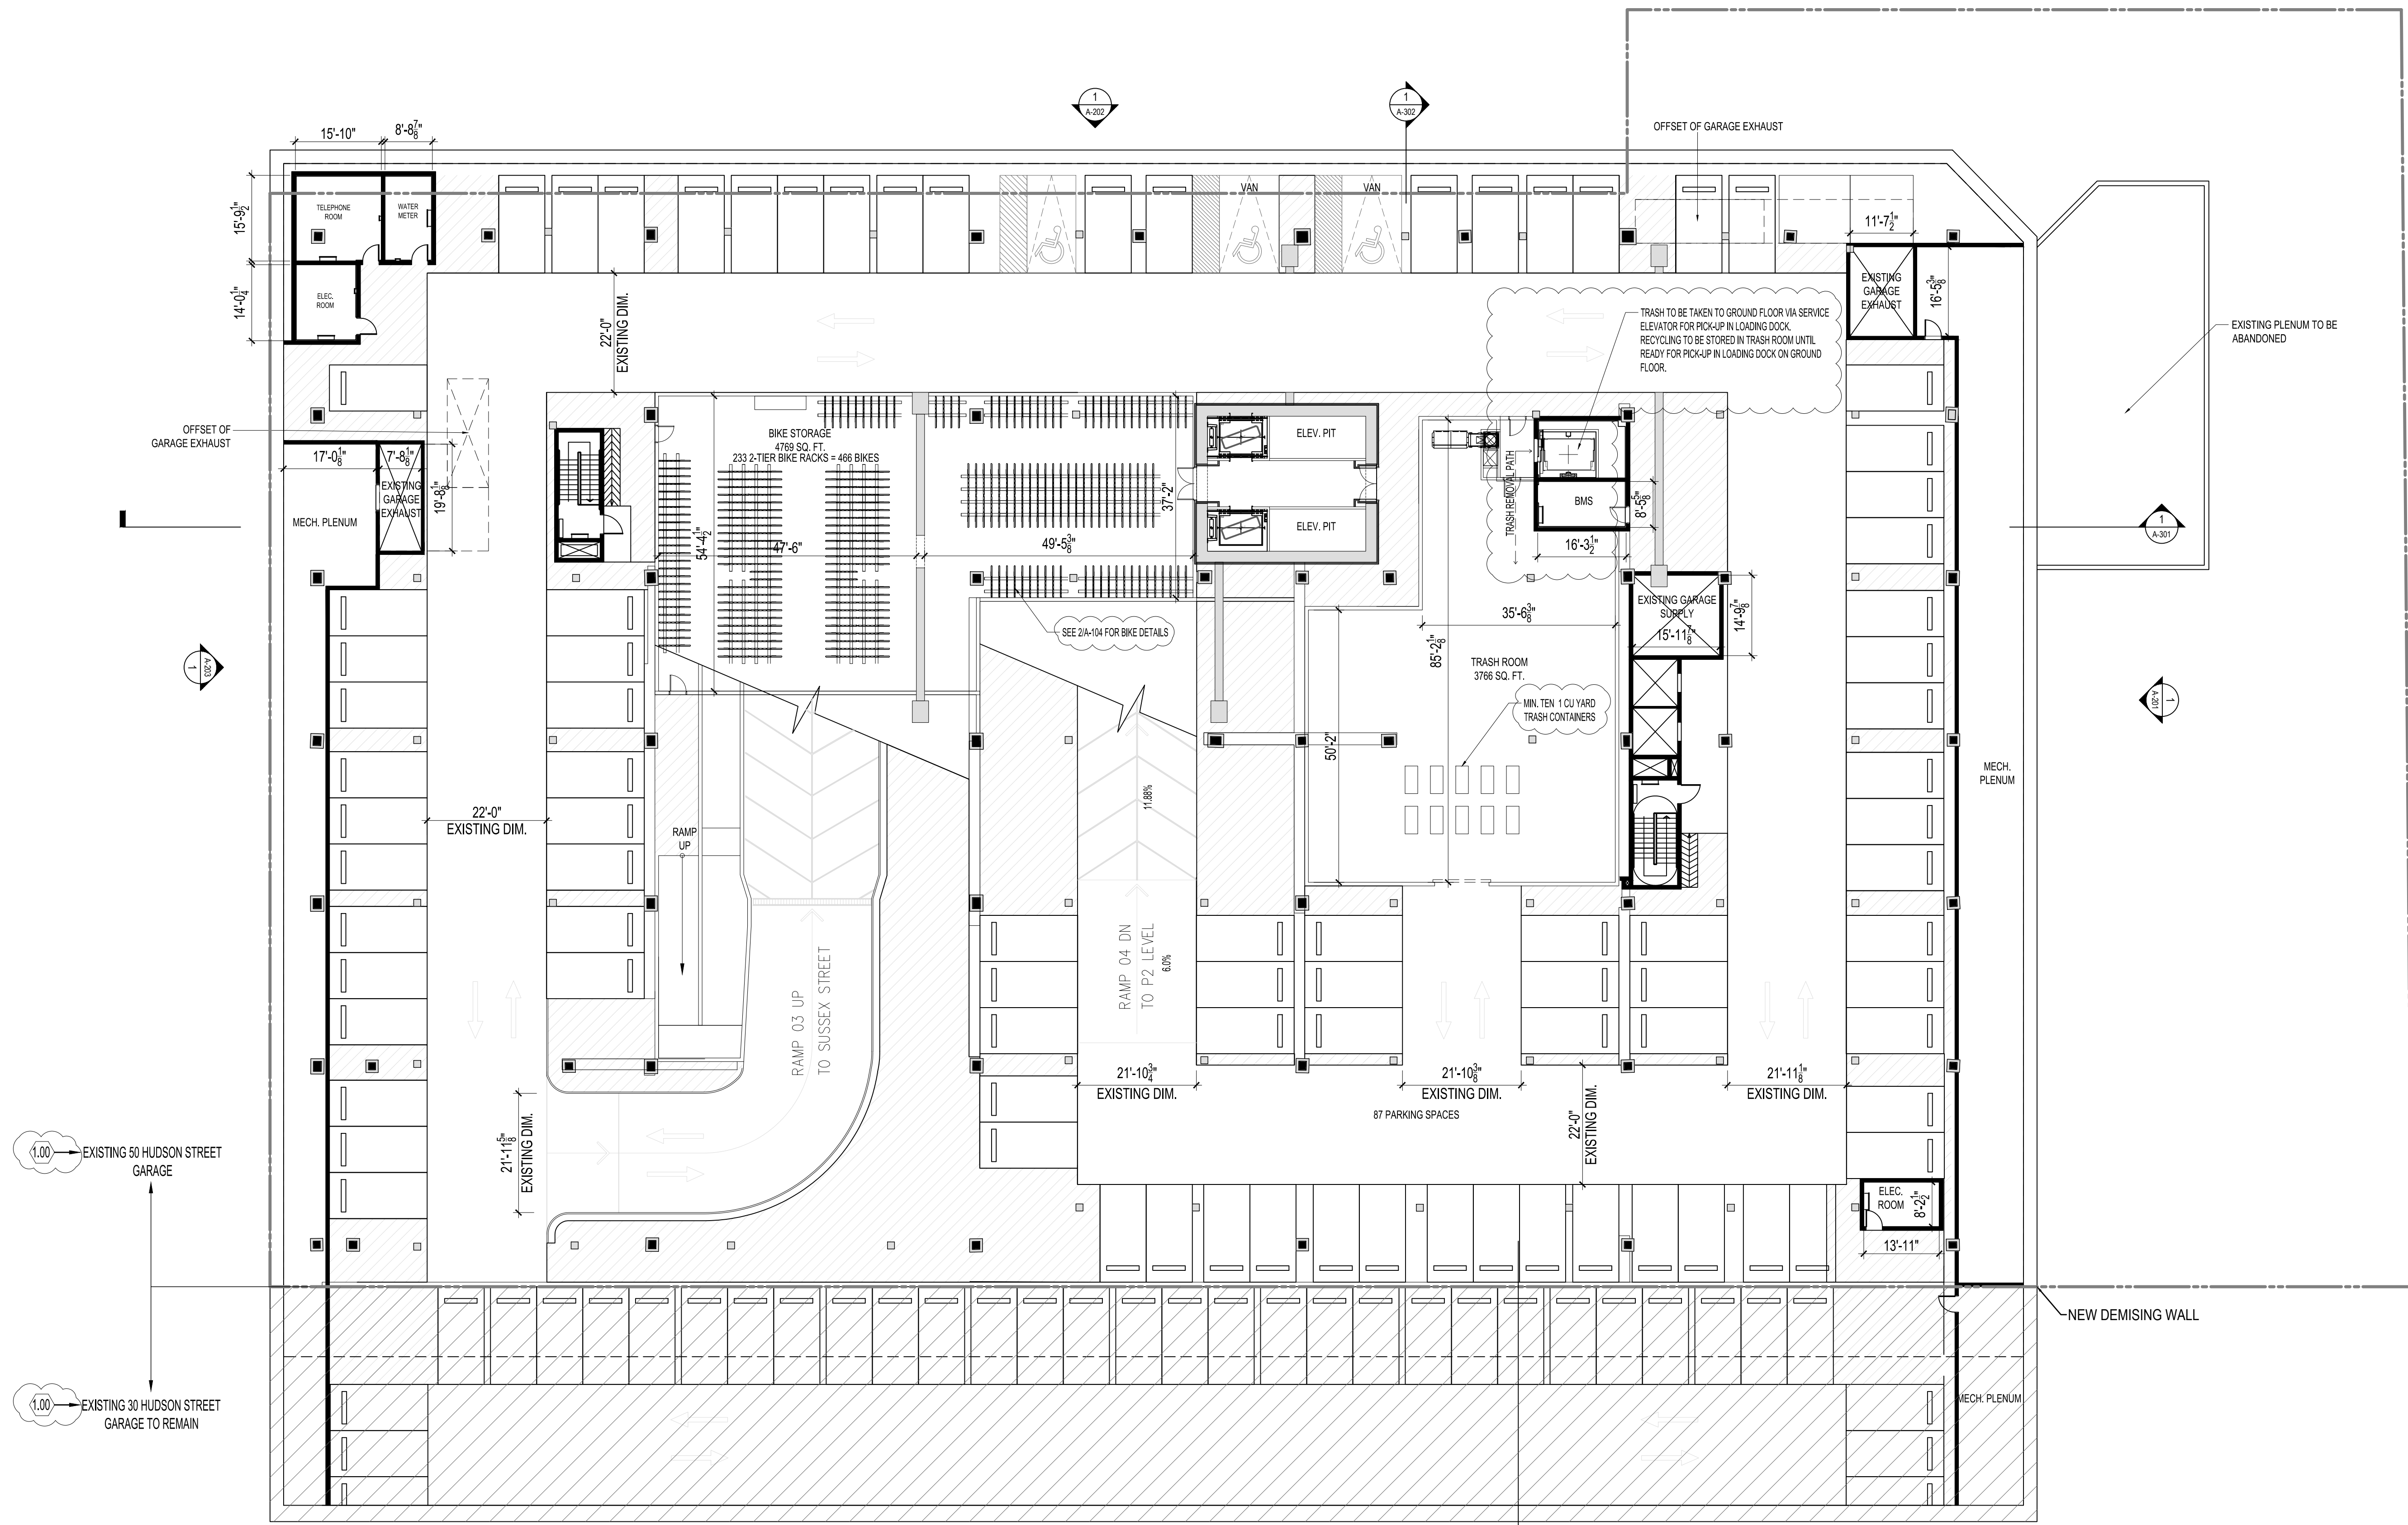 1
A-202
1
A-302
OFFSET OF GARAGE EXHAUST
15'-10"
8'-8 7/8"
VAN
VAN
15'-9 1/2"
TELEPHONE
ROOM
WATER
METER
11'-7 1/2"
14'-0 1/4"
ELEC.
ROOM
22'-0"
EXISTING DIM.
EXISTING
GARAGE
EXHAUST
16'-5 3/8"
TRASH TO BE TAKEN TO GROUND FLOOR VIA SERVICE
ELEVATOR FOR PICK-UP IN LOADING DOCK.
RECYCLING TO BE STORED IN TRASH ROOM UNTIL
READY FOR PICK-UP IN LOADING DOCK ON GROUND
FLOOR.
EXISTING PLENUM TO BE
ABANDONED
OFFSET OF
GARAGE EXHAUST
BIKE STORAGE
4769 SQ. FT.
233 2-TIER BIKE RACKS = 466 BIKES
ELEV. PIT
17'-0 1/8"
7'-8 1/8"
EXISTING
GARAGE
EXHAUST
19'-8 1/8"
MECH. PLENUM
37'-2"
TRASH REMOVAL PATH
BMS
8'-5 5/8"
ELEV. PIT
1
A-301
54'-4 1/2"
47'-6"
49'-5 3/8"
16'-3 1/2"
SEE 2/A-104 FOR BIKE DETAILS
35'-6 3/8"
EXISTING GARAGE
SUPPLY
15'-11 7/8"
14'-9 7/8"
85'-2 1/8"
TRASH ROOM
3766 SQ. FT.
1
A-203
1
A-201
MIN. TEN 1 CU YARD
TRASH CONTAINERS
50'-2"
MECH.
PLENUM
11.88%
22'-0"
EXISTING DIM.
RAMP
UP
RAMP 03 UP
TO SUSSEX STREET
RAMP 04 DN
TO P2 LEVEL
6.0%
21'-10 3/4"
EXISTING DIM.
21'-10 3/8"
EXISTING DIM.
21'-11 1/8"
EXISTING DIM.
87 PARKING SPACES
21'-11 5/8"
EXISTING DIM.
22'-0"
EXISTING DIM.
1.00
EXISTING 50 HUDSON STREET
GARAGE
ELEC.
ROOM
8'-2 1/2"
13'-11"
NEW DEMISING WALL
1.00
EXISTING 30 HUDSON STREET
GARAGE TO REMAIN
MECH. PLENUM